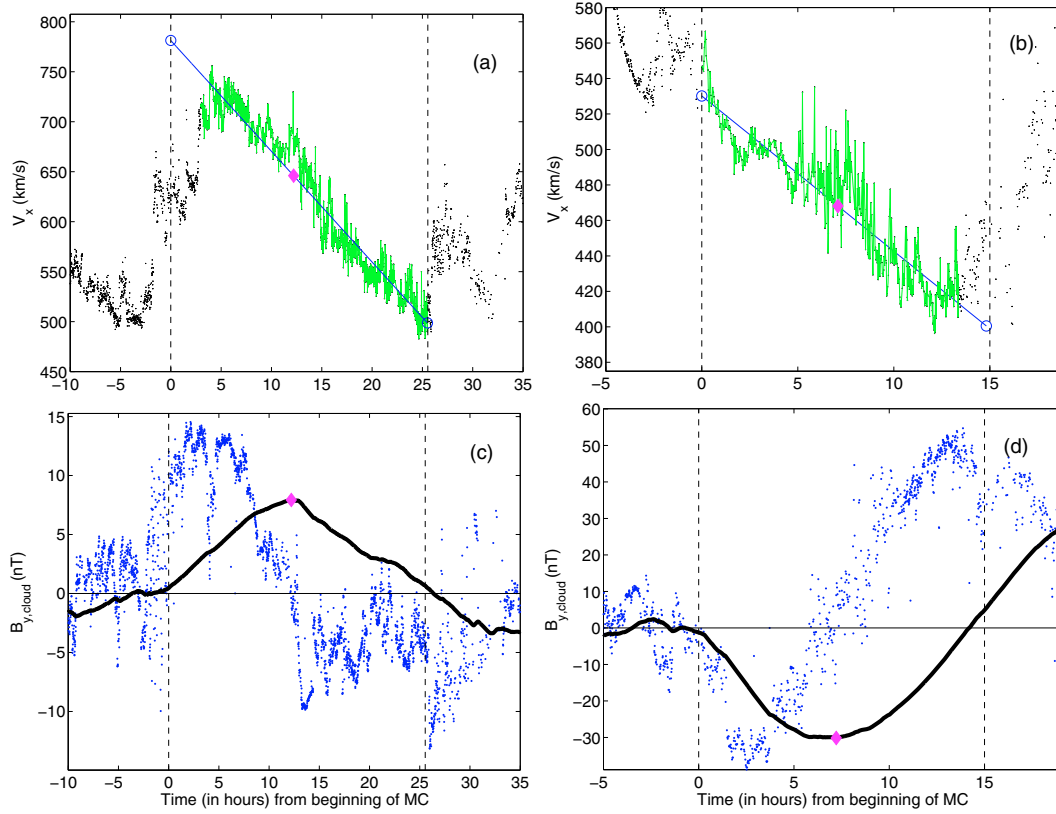 800
750
700
650
600
550
500
450
V_x (km/s)
(a)
−10 −5 0 5 10 15 20 25 30 35
580
560
540
520
500
480
460
440
420
400
380
V_x (km/s)
(b)
−5 0 5 10 15
15
10
5
0
−5
−10
B_y,cloud (nT)
(c)
−10 −5 0 5 10 15 20 25 30 35
Time (in hours) from beginning of MC
60
50
40
30
20
10
0
−10
−20
−30
B_y,cloud (nT)
(d)
−5 0 5 10 15
Time (in hours) from beginning of MC